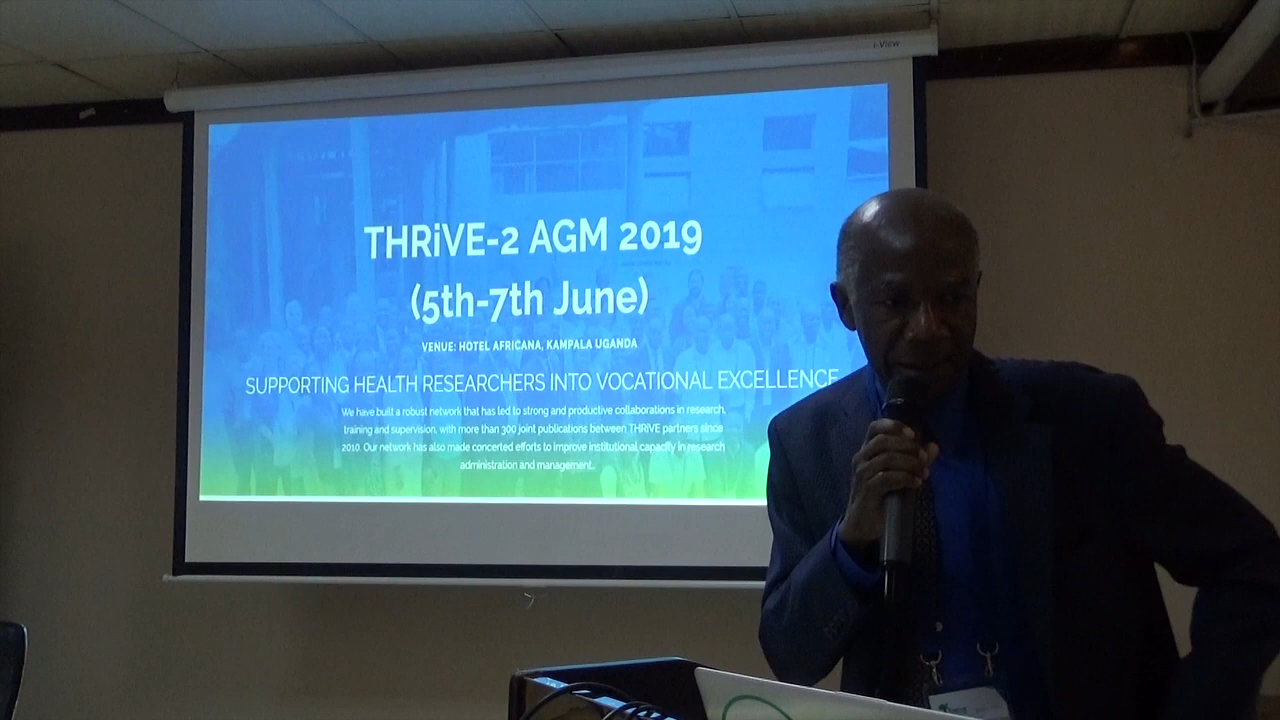 i-View
THRiVE-2 AGM 2019
(5th-7th June)
VENUE: HOTEL AFRICANA, KAMPALA UGANDA
SUPPORTING HEALTH RESEARCHERS INTO VOCATIONAL EXCELLENCE
We have built a robust network that has led to strong and productive collaborations in research,
training and supervision, with more than 300 joint publications between THRiVE partners since
2010. Our network has also made concerted efforts to improve institutional capacity in research
administration and management..